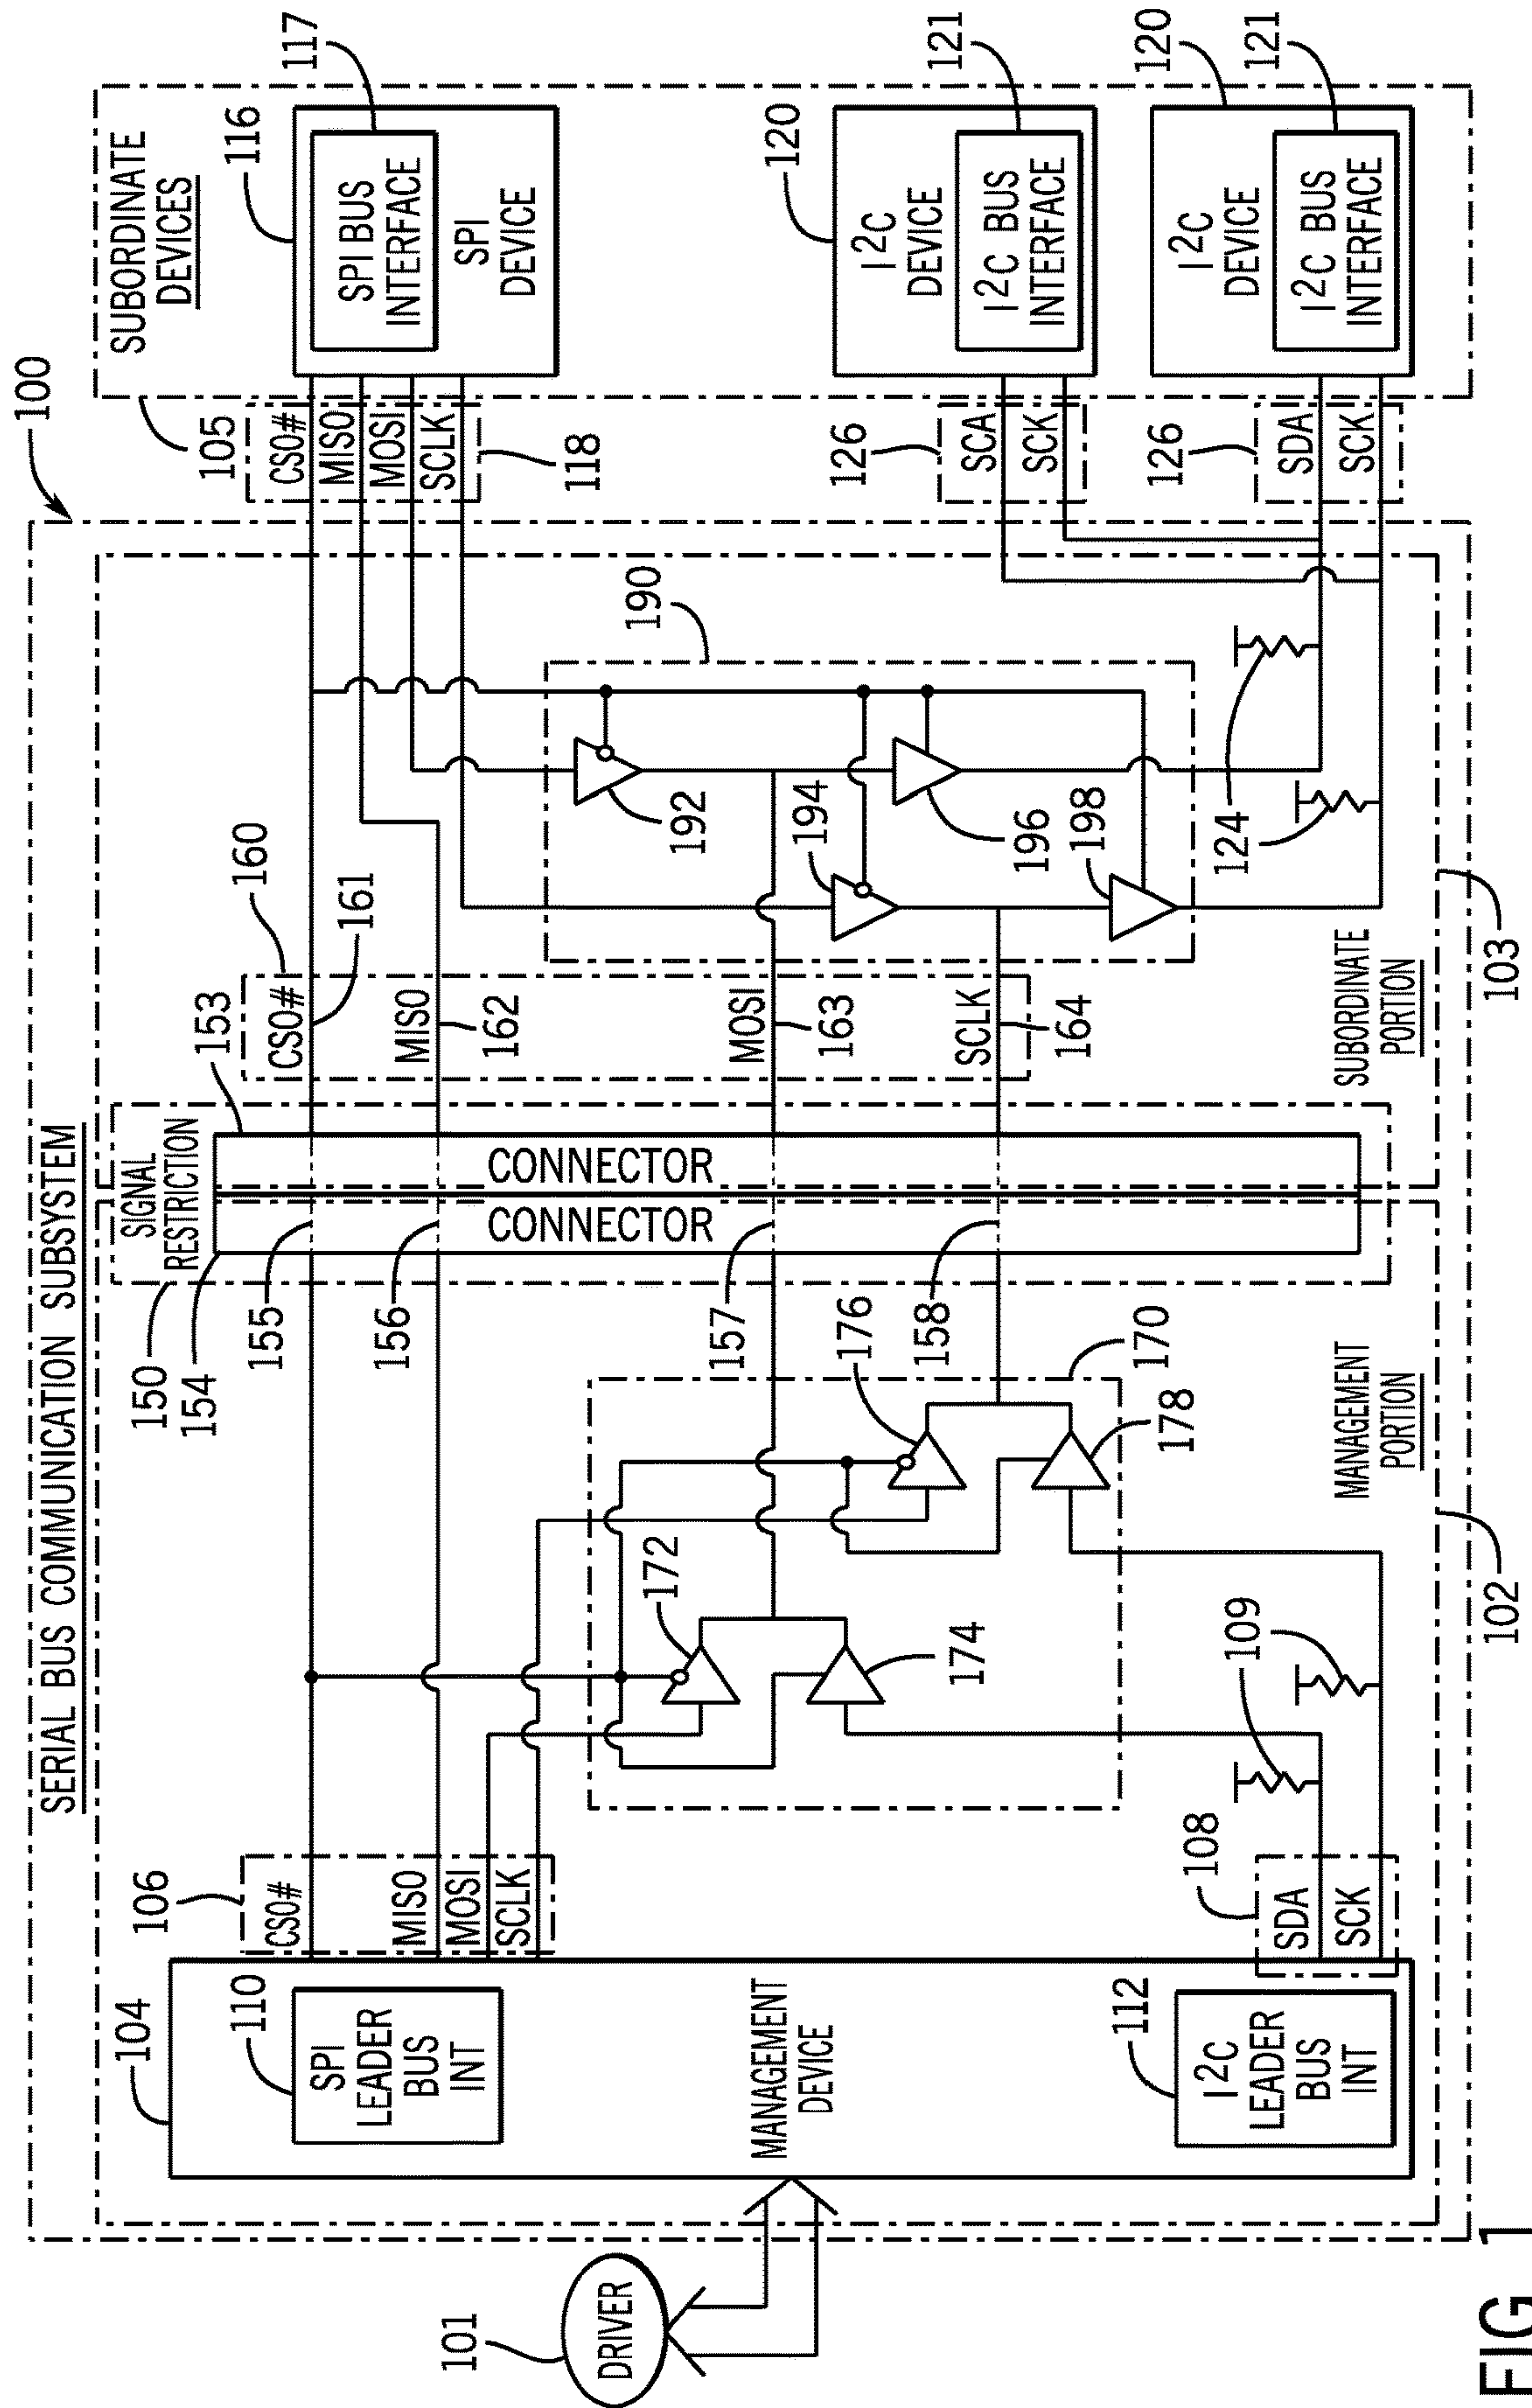 100
SERIAL BUS COMMUNICATION SUBSYSTEM
101
DRIVER
104
110
SPI
LEADER
BUS
INT
MANAGEMENT
DEVICE
112
I2C
LEADER
BUS
INT
106
CSO#
MISO
MOSI
SCLK
108
SDA
SCK
109
172
174
176
178
170
MANAGEMENT
PORTION
102
150
154
155
156
157
158
SIGNAL
RESTRICTION
CONNECTOR
CONNECTOR
153
160
CSO#
161
MISO
162
MOSI
163
SCLK
164
SUBORDINATE
PORTION
103
190
192
194
196
198
124
105
CSO#
MISO
MOSI
SCLK
118
126
SCA
SCK
126
SDA
SCK
SUBORDINATE
DEVICES
116
117
SPI BUS
INTERFACE
SPI
DEVICE
120
121
I2C
DEVICE
I2C BUS
INTERFACE
120
121
I2C
DEVICE
I2C BUS
INTERFACE
FIG. 1